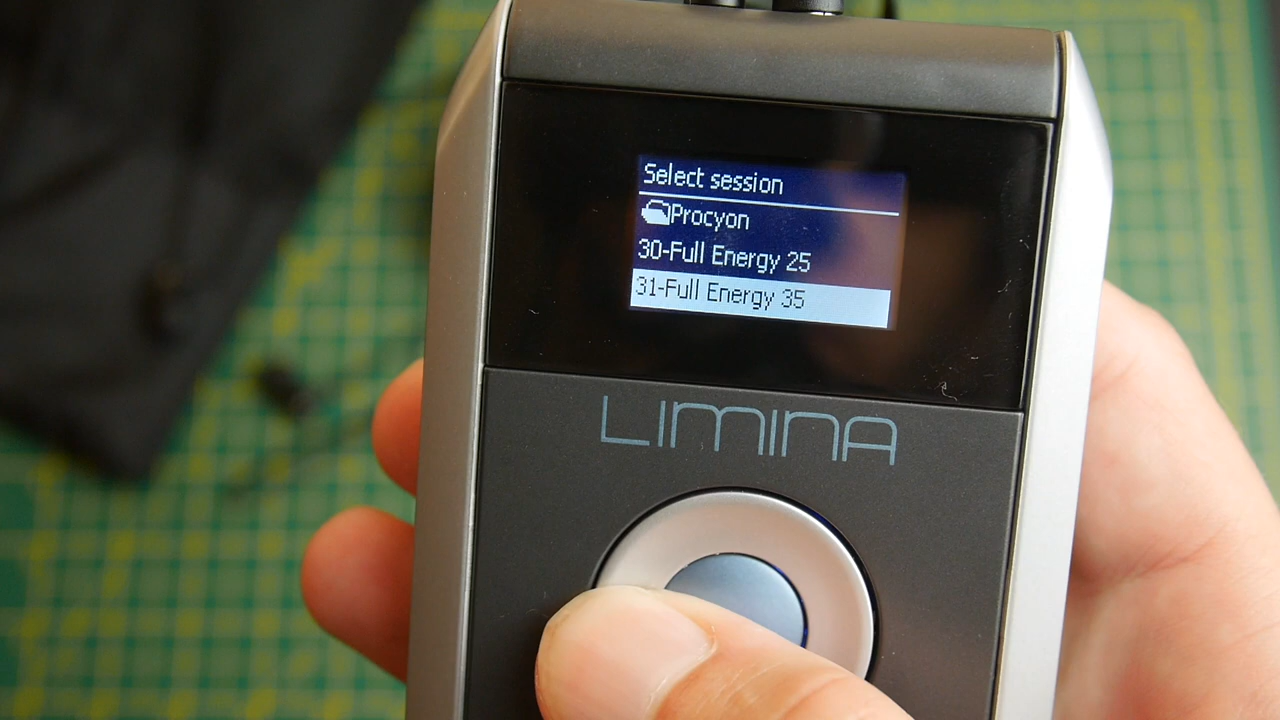 Select session
Procyon
30-Full Energy 25
31-Full Energy 35
LIMINA